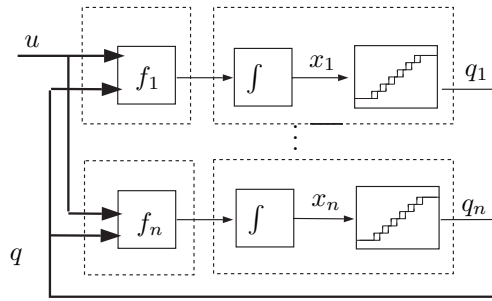 u
f₁ ∫ x₁ q₁
⋮
fₙ ∫ xₙ qₙ
q